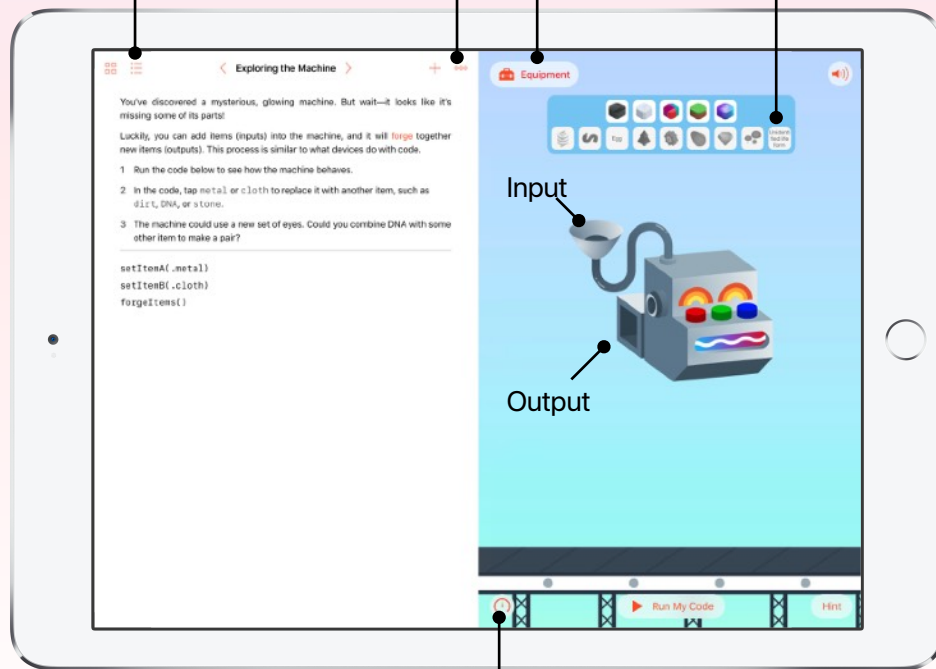 Exploring the Machine
You've discovered a mysterious, glowing machine. But wait—it looks like it's
missing some of its parts!
Luckily, you can add items (inputs) into the machine, and it will forge together
new items (outputs). This process is similar to what devices do with code.
1 Run the code below to see how the machine behaves.
2 In the code, tap metal or cloth to replace it with another item, such as
dirt, DNA, or stone.
3 The machine could use a new set of eyes. Could you combine DNA with some
other item to make a pair?
setItemA(.metal)
setItemB(.cloth)
forgeItems()
Equipment
Egg
Unidenti
fied life
form
Input
Output
Run My Code
Hint